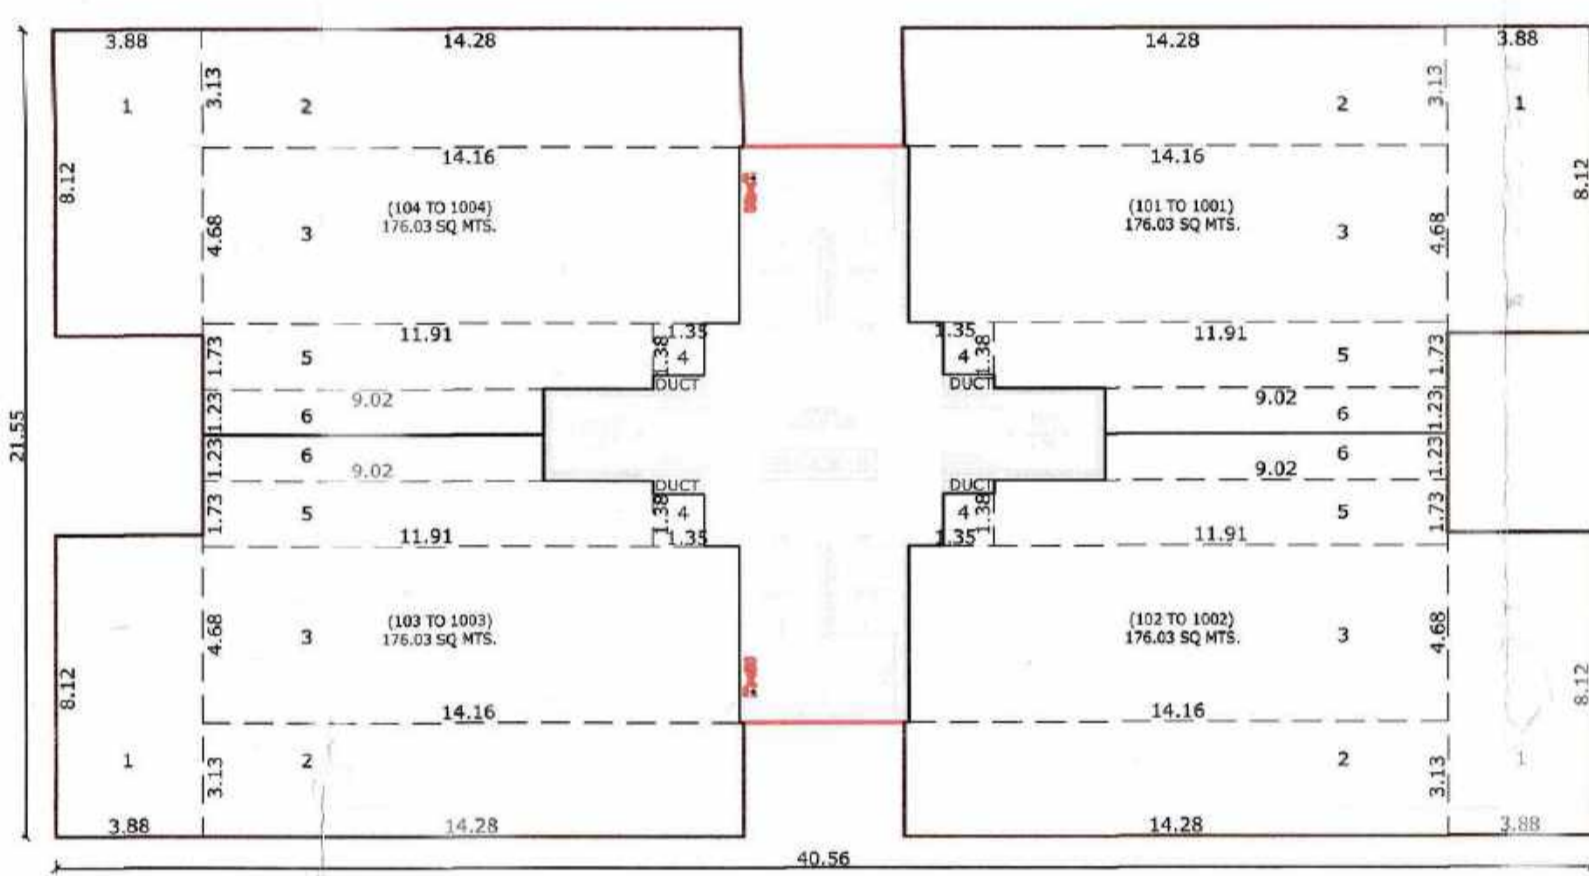 3.88 14.28 14.28 3.88
1 3.13 2 2 3.13 1
14.16 14.16
8.12 8.12
(104 TO 1004) (101 TO 1001)
176.03 SQ MTS. 176.03 SQ MTS.
4.68 3 3 4.68
11.91 1.35 1.35 11.91
1.73 5 1.38 4 4 1.38 5 1.73
DUCT DUCT
9.02 9.02
1.23 6 6 1.23
21.55
1.23 6 6 1.23
9.02 9.02
DUCT DUCT
1.73 5 1.38 4 4 1.38 5 1.73
11.91 1.35 1.35 11.91
(103 TO 1003) (102 TO 1002)
176.03 SQ MTS. 176.03 SQ MTS.
4.68 3 3 4.68
8.12 8.12
14.16 14.16
1 3.13 2 2 3.13 1
3.88 14.28 14.28 3.88
40.56